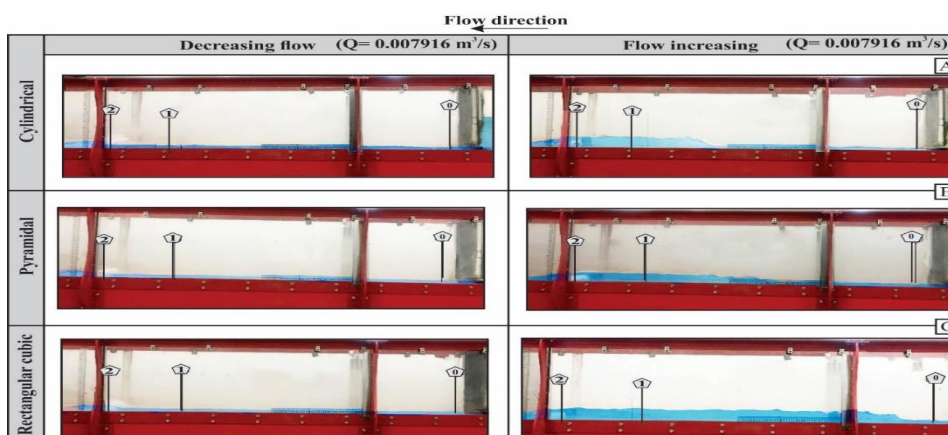 Flow direction
Decreasing flow (Q= 0.007916 m³/s)
Flow increasing (Q= 0.007916 m³/s)
A
Cylindrical
2
1
0
2
1
0
Pyramidal
2
1
0
2
1
0
Rectangular cubic
2
1
0
2
1
0